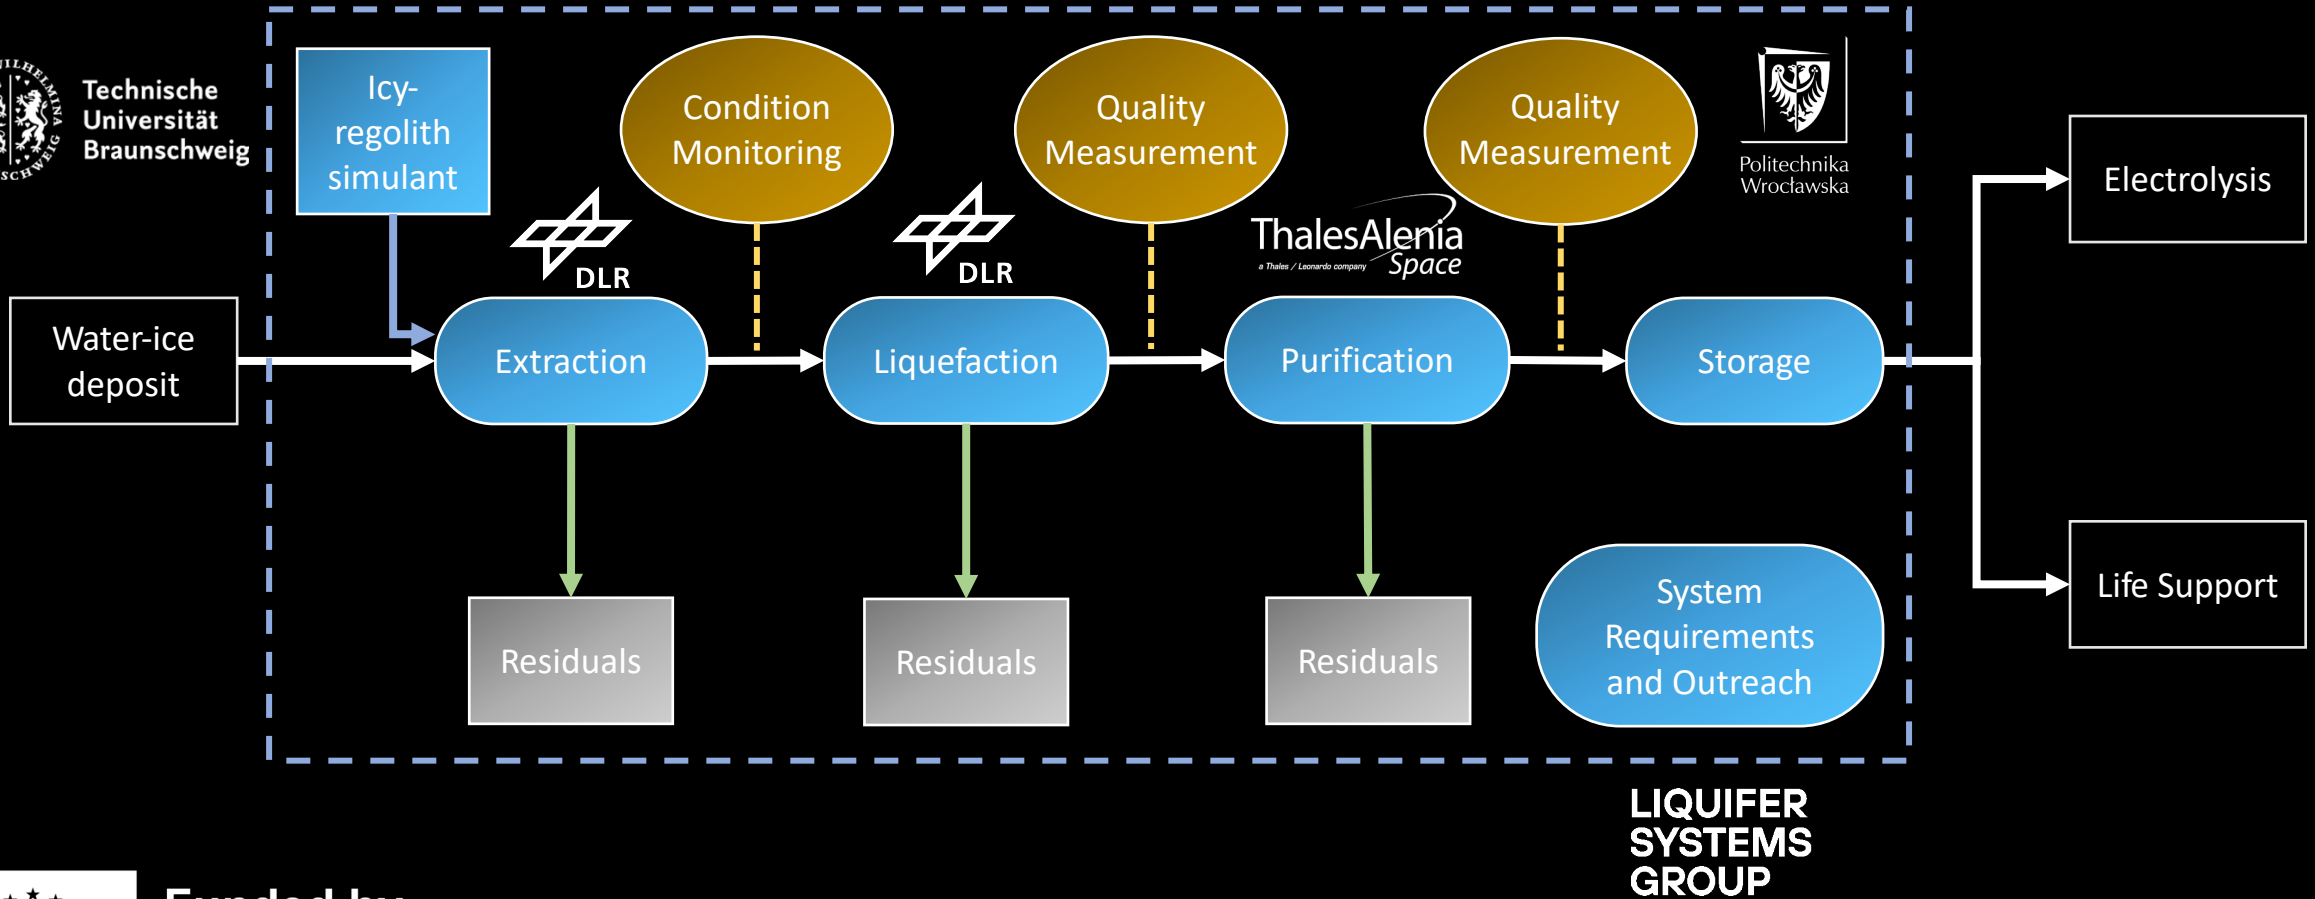 Technische
Universität
Braunschweig
Icy-
regolith
simulant
Condition
Monitoring
Quality
Measurement
Quality
Measurement
Politechnika
Wrocławska
DLR
DLR
ThalesAlenia
a Thales / Leonardo company
Space
Water-ice
deposit
Extraction
Liquefaction
Purification
Storage
Electrolysis
Life Support
Residuals
Residuals
Residuals
System
Requirements
and Outreach
LIQUIFER
SYSTEMS
GROUP
Funded by